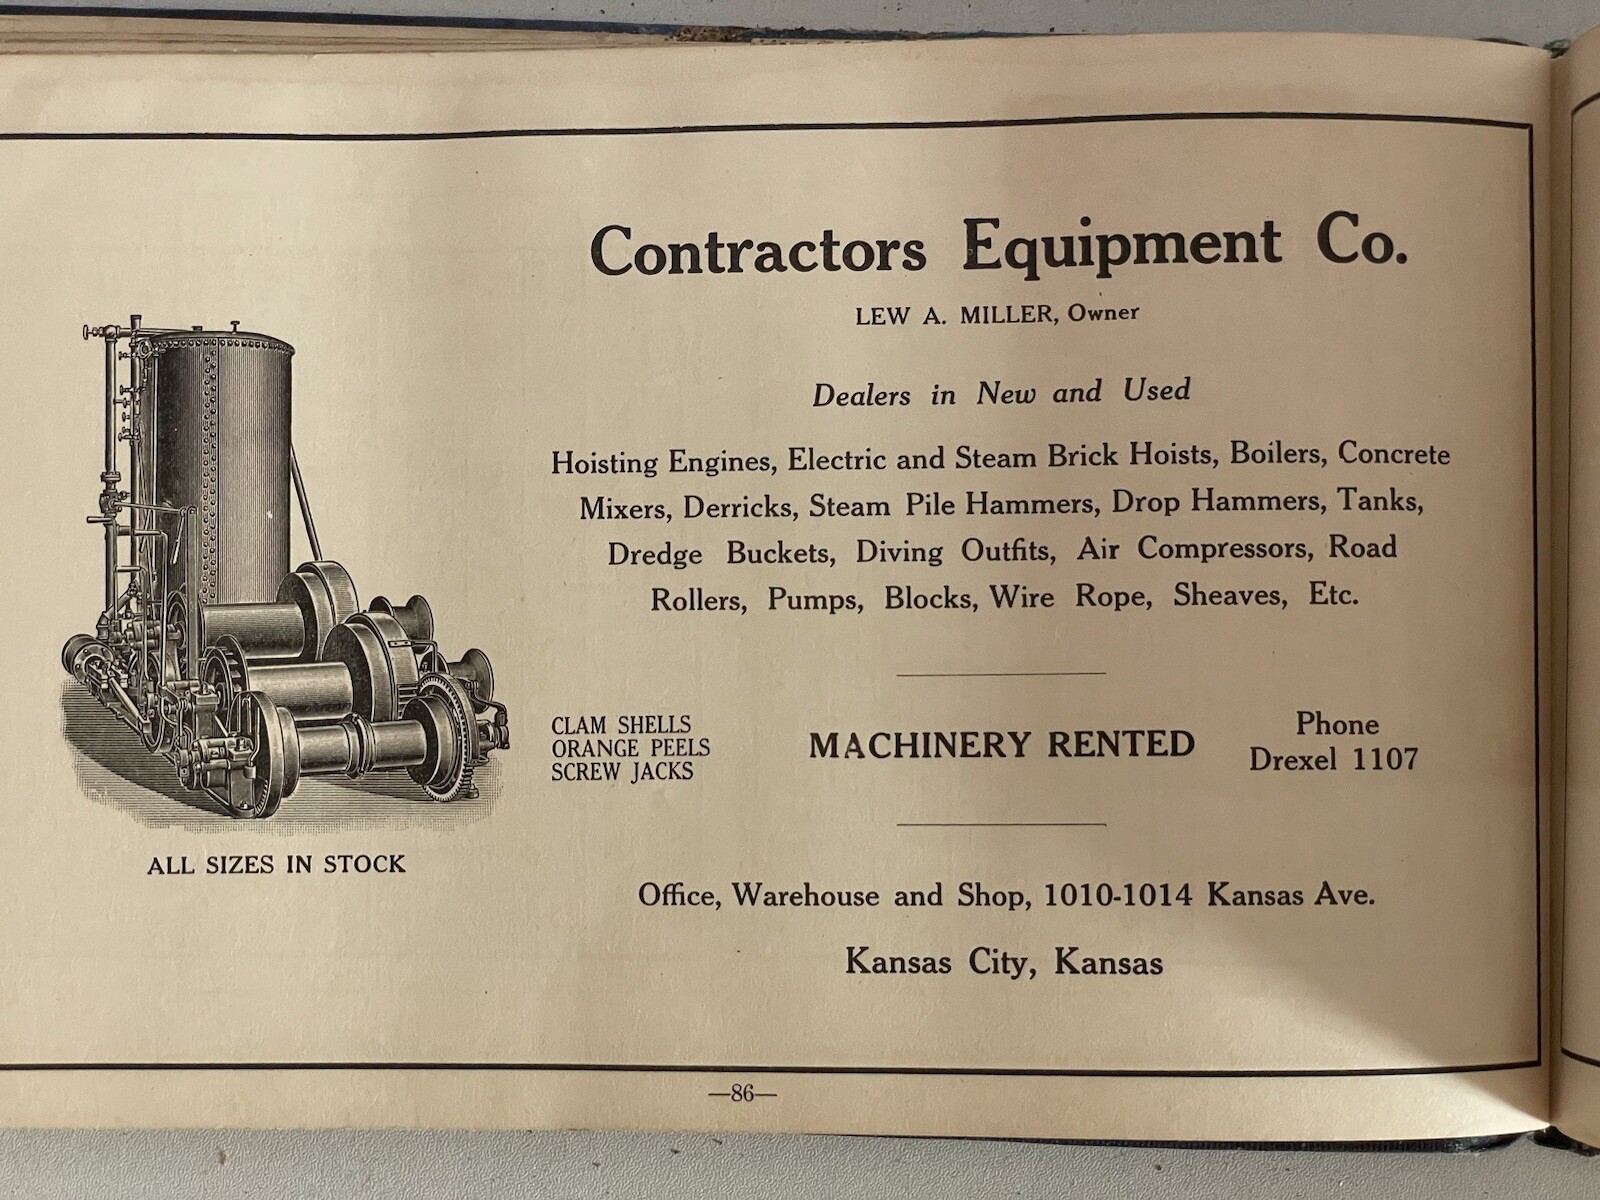 Contractors Equipment Co.
LEW A. MILLER, Owner
Dealers in New and Used
Hoisting Engines, Electric and Steam Brick Hoists, Boilers, Concrete
Mixers, Derricks, Steam Pile Hammers, Drop Hammers, Tanks,
Dredge Buckets, Diving Outfits, Air Compressors, Road
Rollers, Pumps, Blocks, Wire Rope, Sheaves, Etc.
CLAM SHELLS
ORANGE PEELS
SCREW JACKS
MACHINERY RENTED
Phone
Drexel 1107
ALL SIZES IN STOCK
Office, Warehouse and Shop, 1010-1014 Kansas Ave.
Kansas City, Kansas
—86—